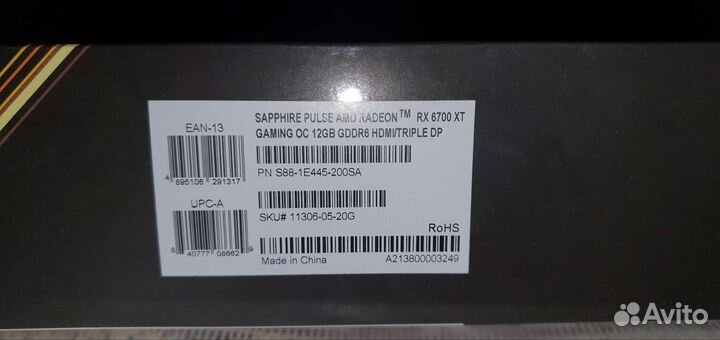 EAN-13
4 895106 291317
UPC-A
8 40777 08662 9
SAPPHIRE PULSE AMD RADEON™ RX 6700 XT
GAMING OC 12GB GDDR6 HDMI/TRIPLE DP
PN S88-1E445-200SA
SKU# 11306-05-20G
RoHS
Made in China
A213800003249
Avito